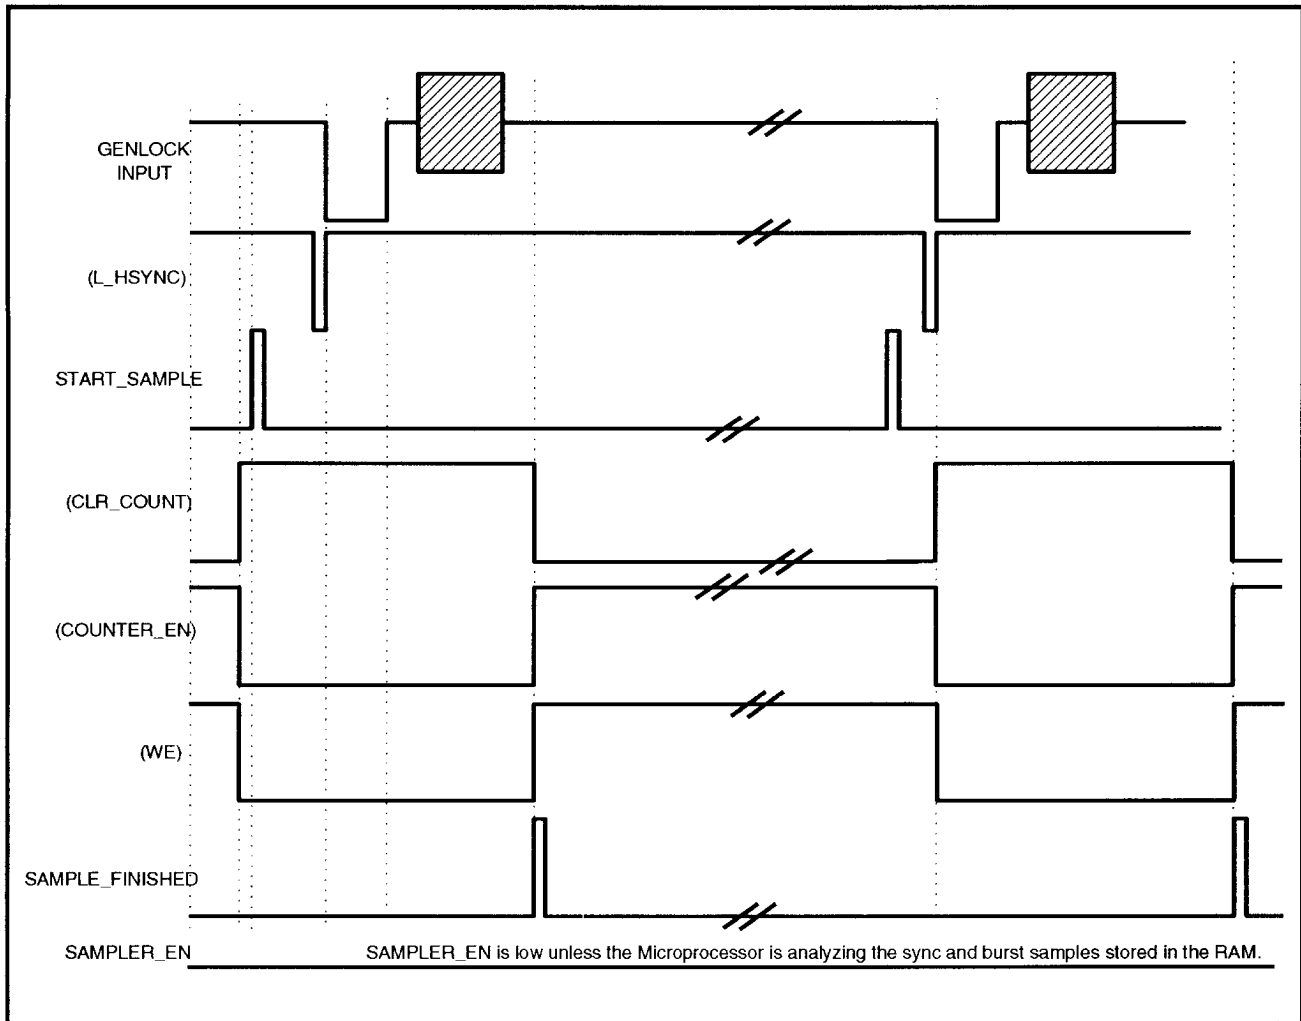 GENLOCK
INPUT
(L_HSYNC)
START_SAMPLE
(CLR_COUNT)
(COUNTER_EN)
(WE)
SAMPLE_FINISHED
SAMPLER_EN SAMPLER_EN is low unless the Microprocessor is analyzing the sync and burst samples stored in the RAM.